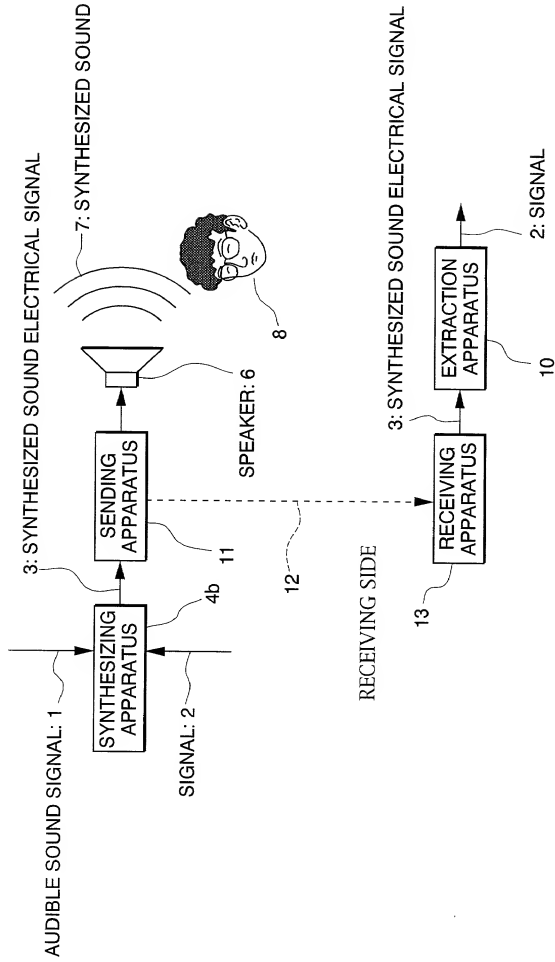 7: SYNTHESIZED SOUND
3: SYNTHESIZED SOUND ELECTRICAL SIGNAL
AUDIBLE SOUND SIGNAL: 1
SYNTHESIZING
APPARATUS
4b
SIGNAL: 2
SENDING
APPARATUS
11
SPEAKER: 6
8
12
RECEIVING SIDE
3: SYNTHESIZED SOUND ELECTRICAL SIGNAL
RECEIVING
APPARATUS
13
EXTRACTION
APPARATUS
10
2: SIGNAL